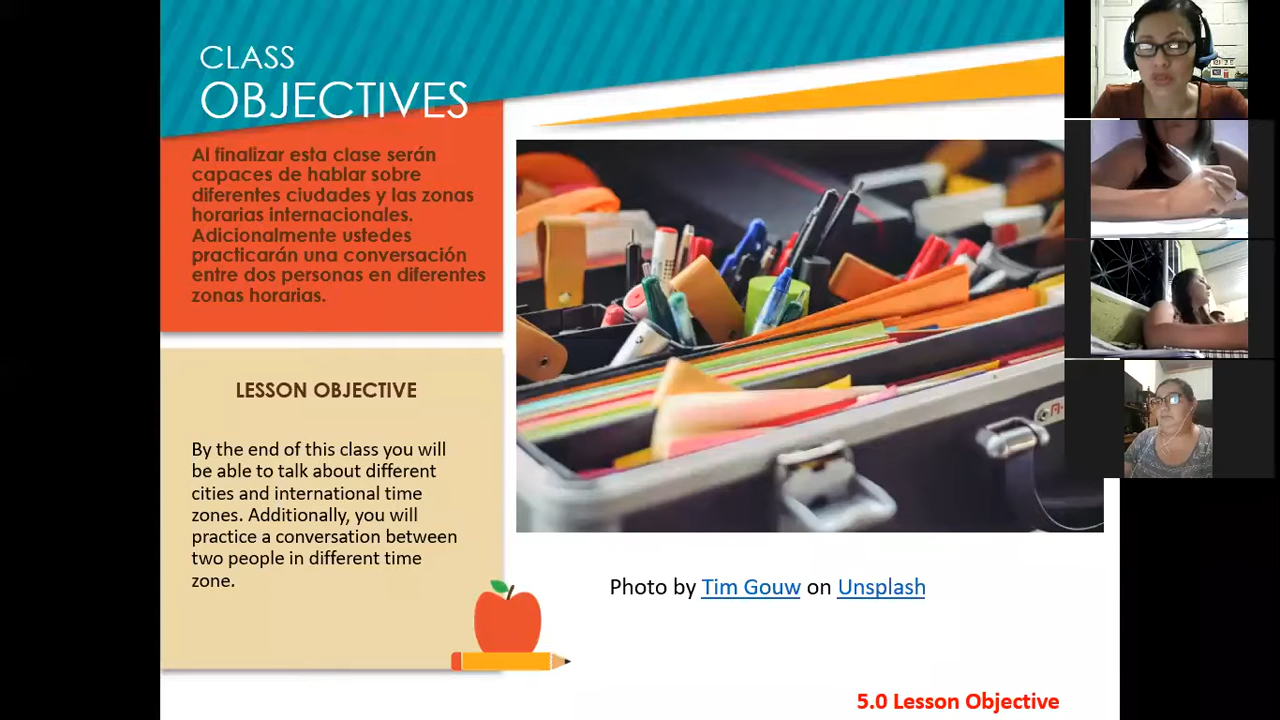 CLASS
OBJECTIVES
Al finalizar esta clase serán
capaces de hablar sobre
diferentes ciudades y las zonas
horarias internacionales.
Adicionalmente ustedes
practicarán una conversación
entre dos personas en diferentes
zonas horarias.
LESSON OBJECTIVE
By the end of this class you will
be able to talk about different
cities and international time
zones. Additionally, you will
practice a conversation between
two people in different time
zone.
Photo by Tim Gouw on Unsplash
5.0 Lesson Objective